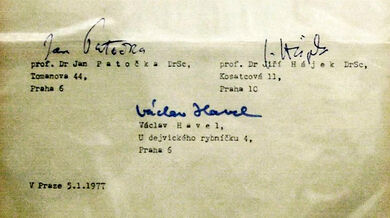 Jan Patočka
prof. Dr Jan Patočka DrSc,
Tomanova 44,
Praha 6
J. Hájek
prof. Dr Jiří Hájek DrSc,
Kosatcová 11,
Praha 10
Václav Havel
Václav Havel,
U dejvického rybníčku 4,
Praha 6
V Praze 5.1.1977